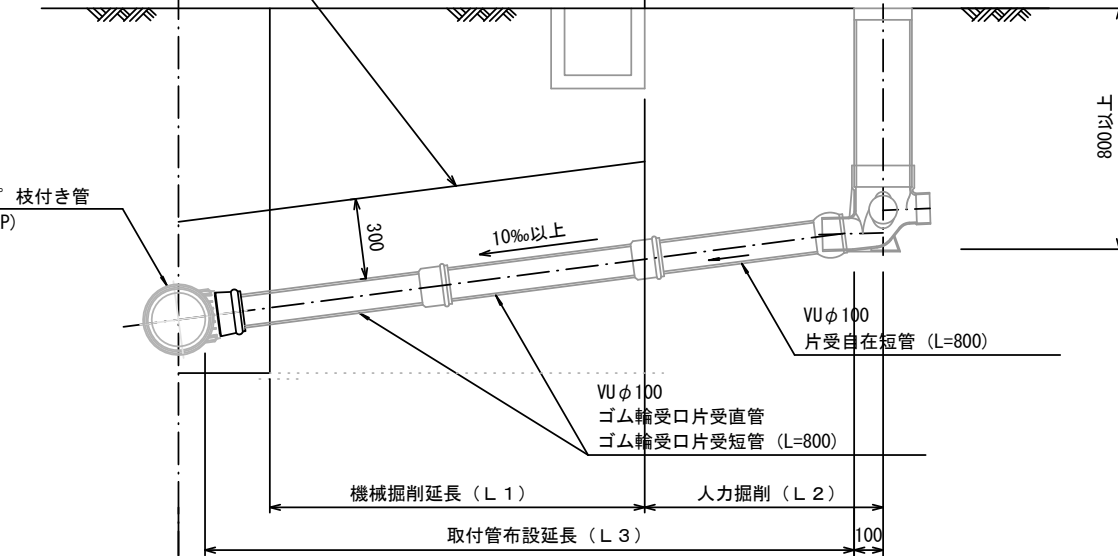 枝付き管
P)
300
10‰以上
800以上
VUφ100
片受自在短管 (L=800)
VUφ100
ゴム輪受口片受直管
ゴム輪受口片受短管 (L=800)
機械掘削延長（Ｌ１）
人力掘削（Ｌ２）
取付管布設延長（Ｌ３）
100